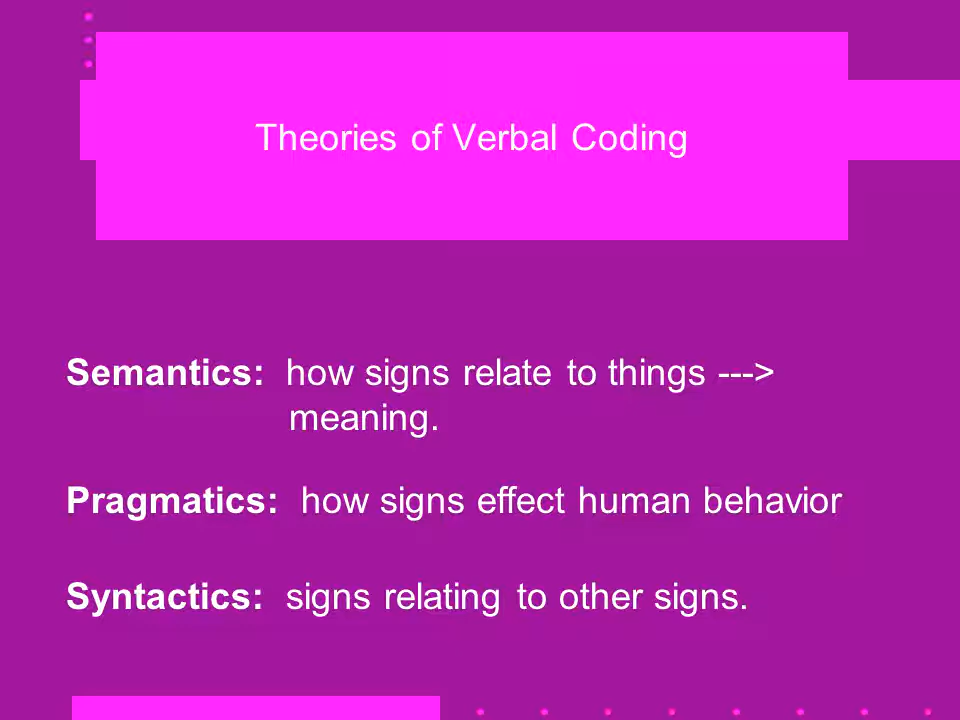 Theories of Verbal Coding
Semantics: how signs relate to things --->
meaning.
Pragmatics: how signs effect human behavior
Syntactics: signs relating to other signs.